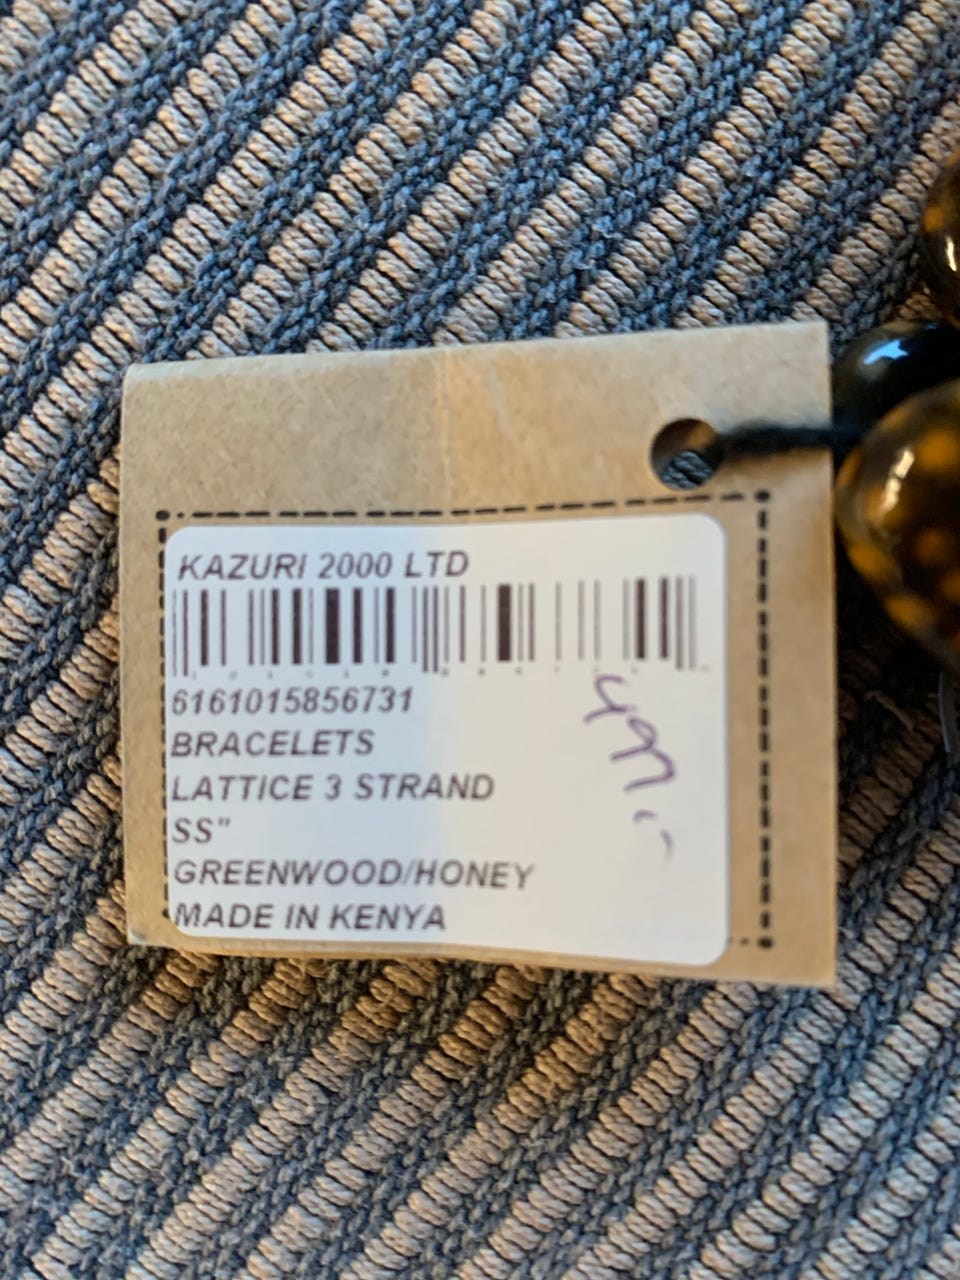 KAZURI 2000 LTD
6161015856731
BRACELETS
LATTICE 3 STRAND
SS"
GREENWOOD/HONEY
MADE IN KENYA